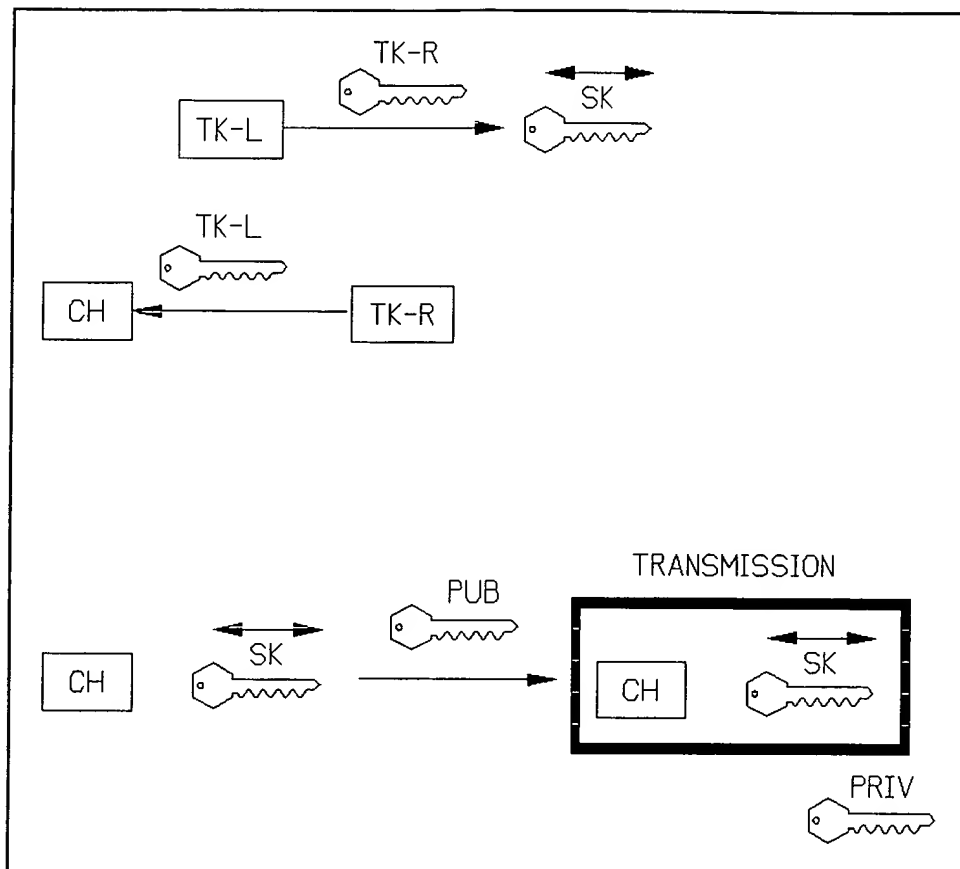 TK-R
SK
TK-L
TK-L
CH
TK-R
TRANSMISSION
PUB
SK
SK
CH
CH
PRIV